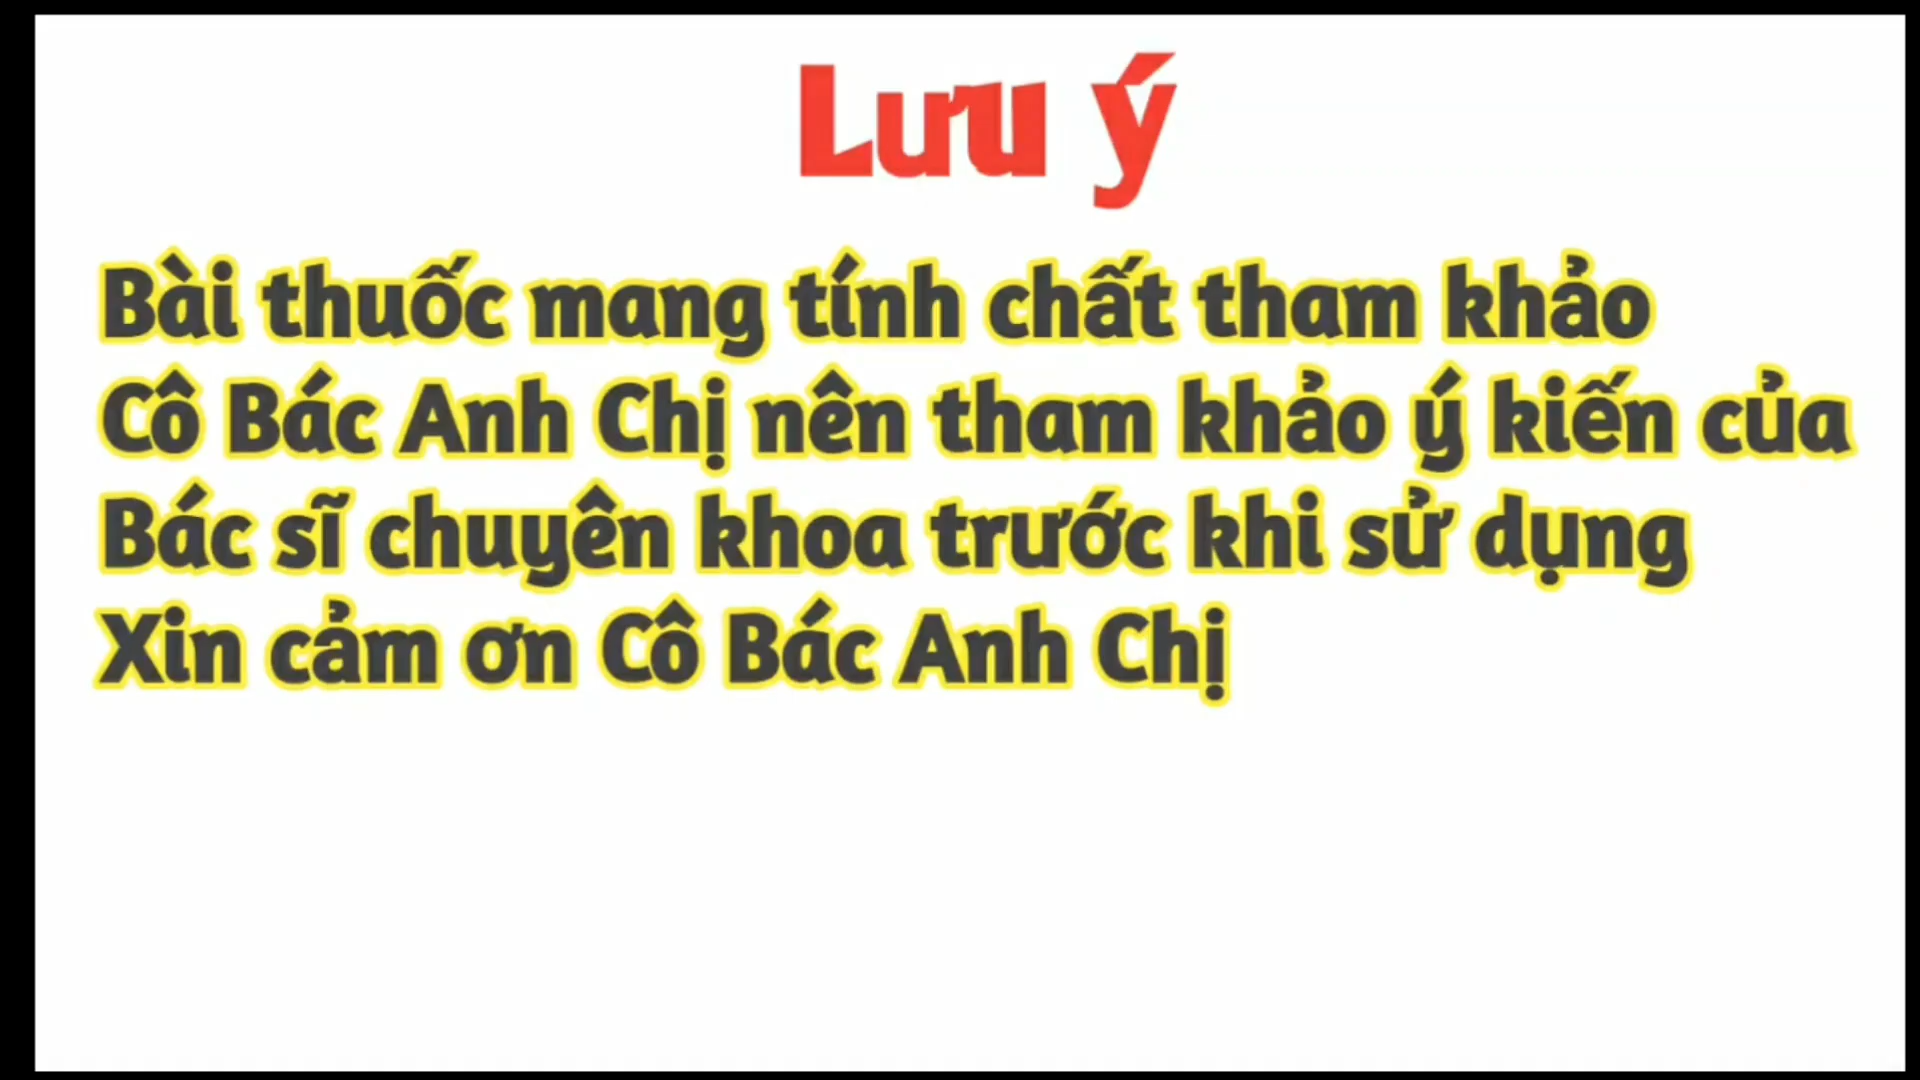 Lưu ý
Bài thuốc mang tính chất tham khảo
Cô Bác Anh Chị nên tham khảo ý kiến của
Bác sĩ chuyên khoa trước khi sử dụng
Xin cảm ơn Cô Bác Anh Chị